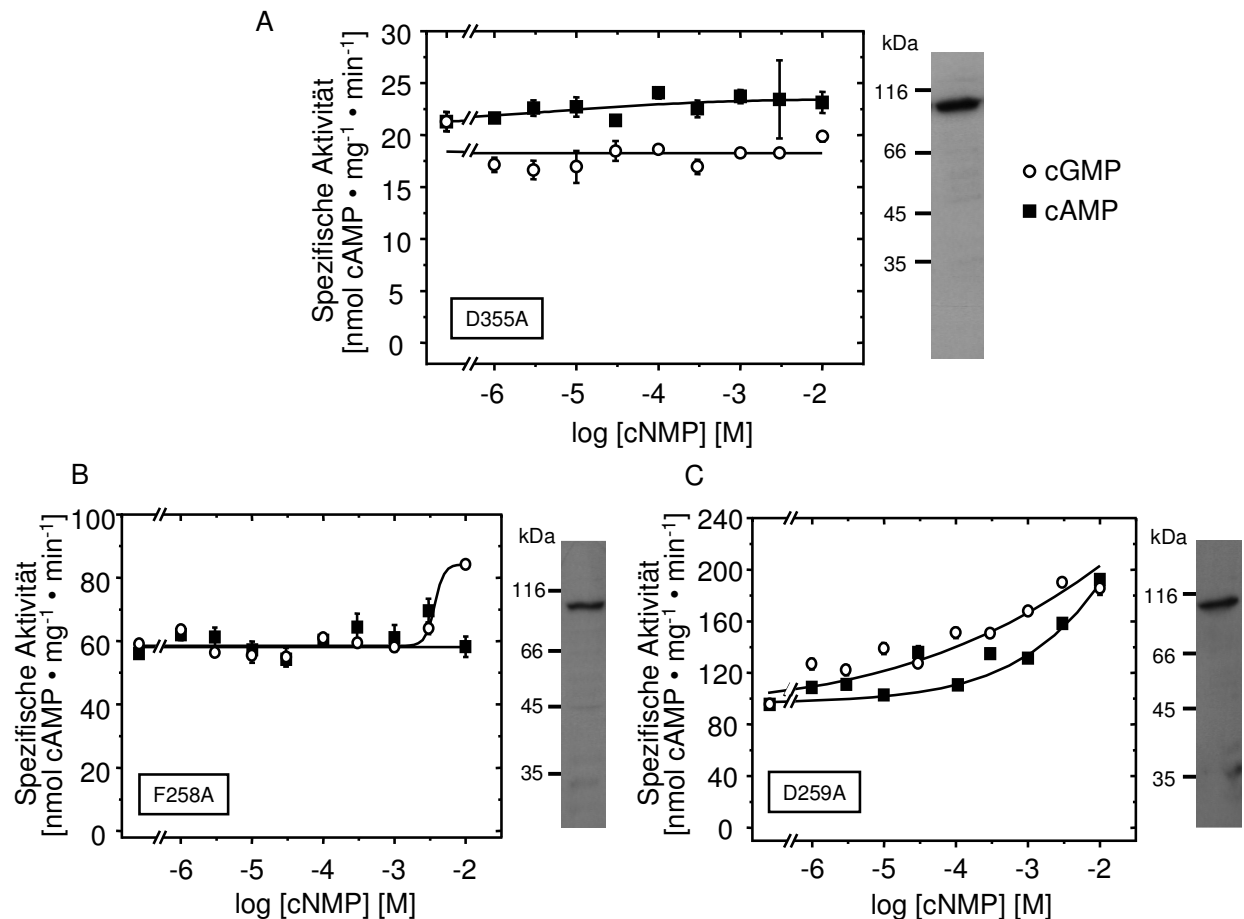 A
Spezifische Aktivität
[nmol cAMP • mg⁻¹ • min⁻¹]
30
25
20
15
10
5
0
D355A
-6
-5
-4
-3
-2
log [cNMP] [M]
kDa
116
66
45
35
cGMP
cAMP
B
Spezifische Aktivität
[nmol cAMP • mg⁻¹ • min⁻¹]
100
80
60
40
20
0
F258A
-6
-5
-4
-3
-2
log [cNMP] [M]
kDa
116
66
45
35
C
Spezifische Aktivität
[nmol cAMP • mg⁻¹ • min⁻¹]
240
200
160
120
80
40
0
D259A
-6
-5
-4
-3
-2
log [cNMP] [M]
kDa
116
66
45
35